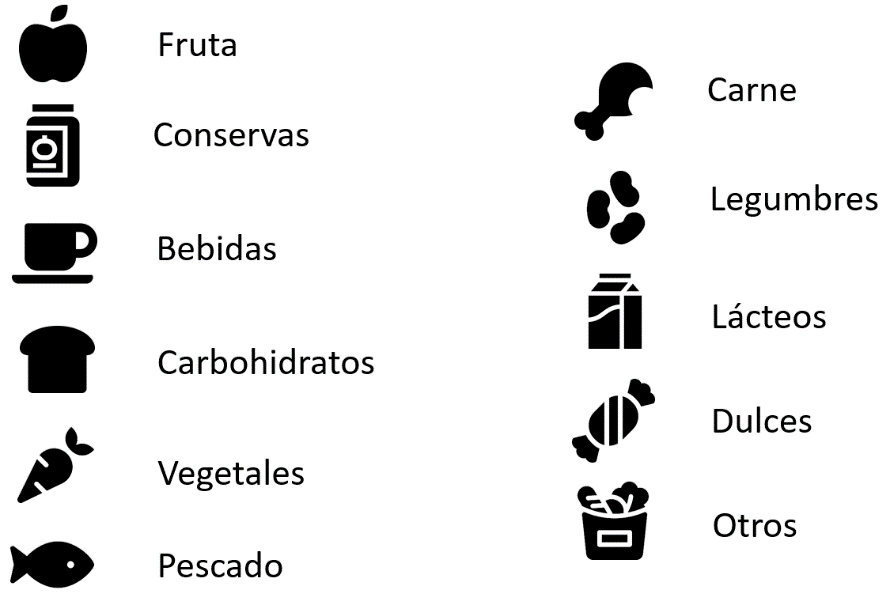 Fruta
Conservas
Bebidas
Carbohidratos
Vegetales
Pescado
Carne
Legumbres
Lácteos
Dulces
Otros